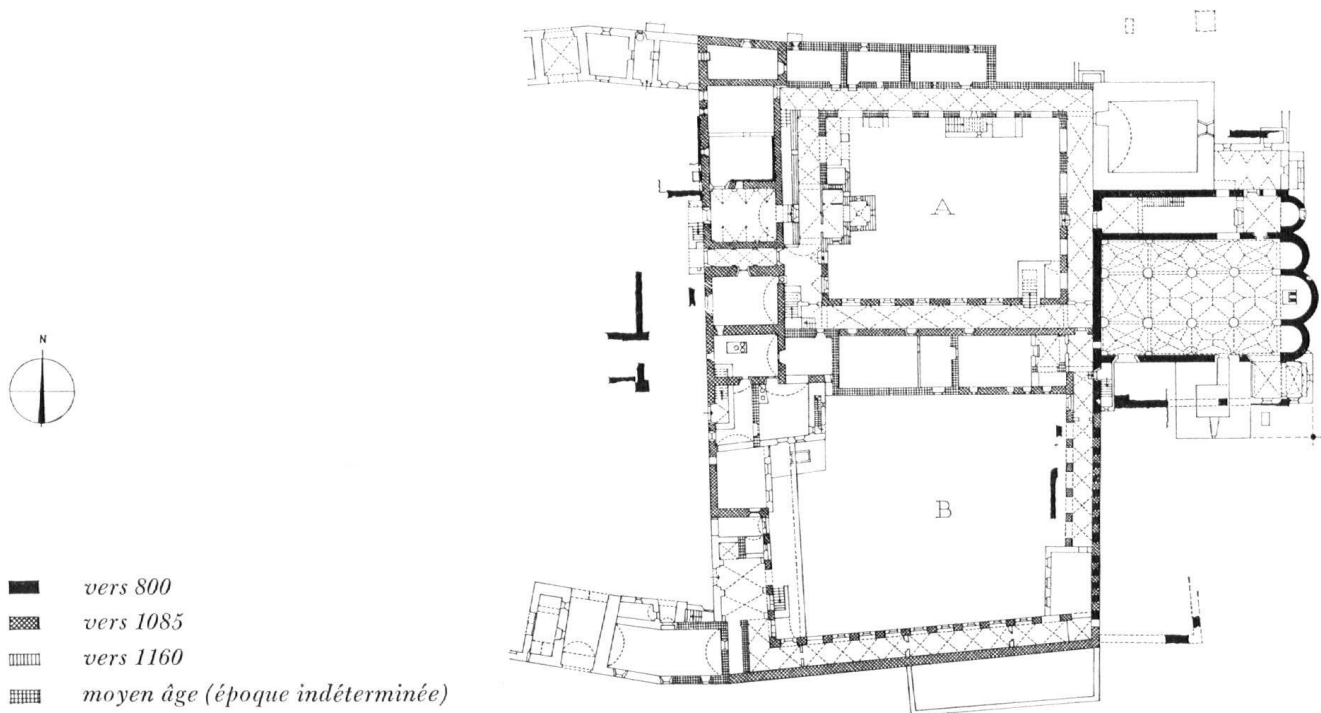 A
N
B
vers 800
vers 1085
vers 1160
moyen âge (époque indéterminée)